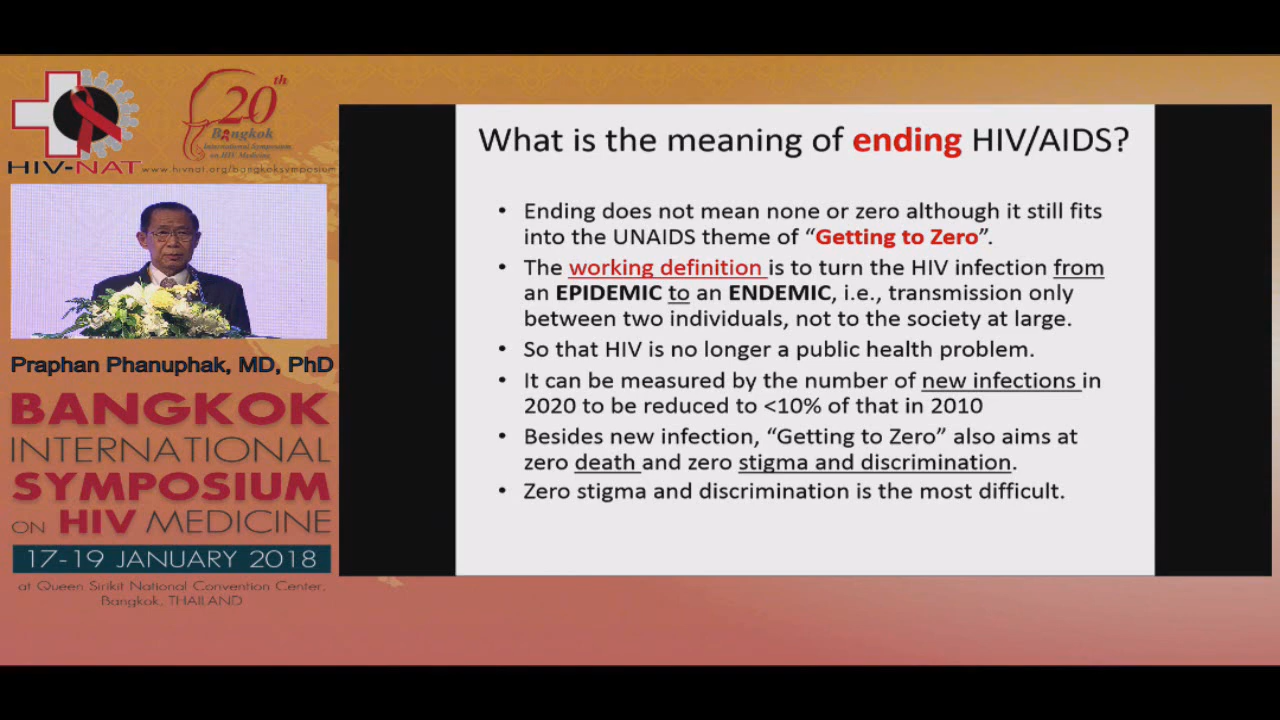 HIV-NAT
20th
Bangkok
International Symposium
on HIV Medicine
www.hivnat.org/bangkoksymposium
Praphan Phanuphak, MD, PhD
BANGKOK
INTERNATIONAL
SYMPOSIUM
ON HIV MEDICINE
17-19 JANUARY 2018
at Queen Sirikit National Convention Center,
Bangkok, THAILAND
What is the meaning of ending HIV/AIDS?
• Ending does not mean none or zero although it still fits
into the UNAIDS theme of “Getting to Zero”.
• The working definition is to turn the HIV infection from
an EPIDEMIC to an ENDEMIC, i.e., transmission only
between two individuals, not to the society at large.
• So that HIV is no longer a public health problem.
• It can be measured by the number of new infections in
2020 to be reduced to <10% of that in 2010
• Besides new infection, “Getting to Zero” also aims at
zero death and zero stigma and discrimination.
• Zero stigma and discrimination is the most difficult.